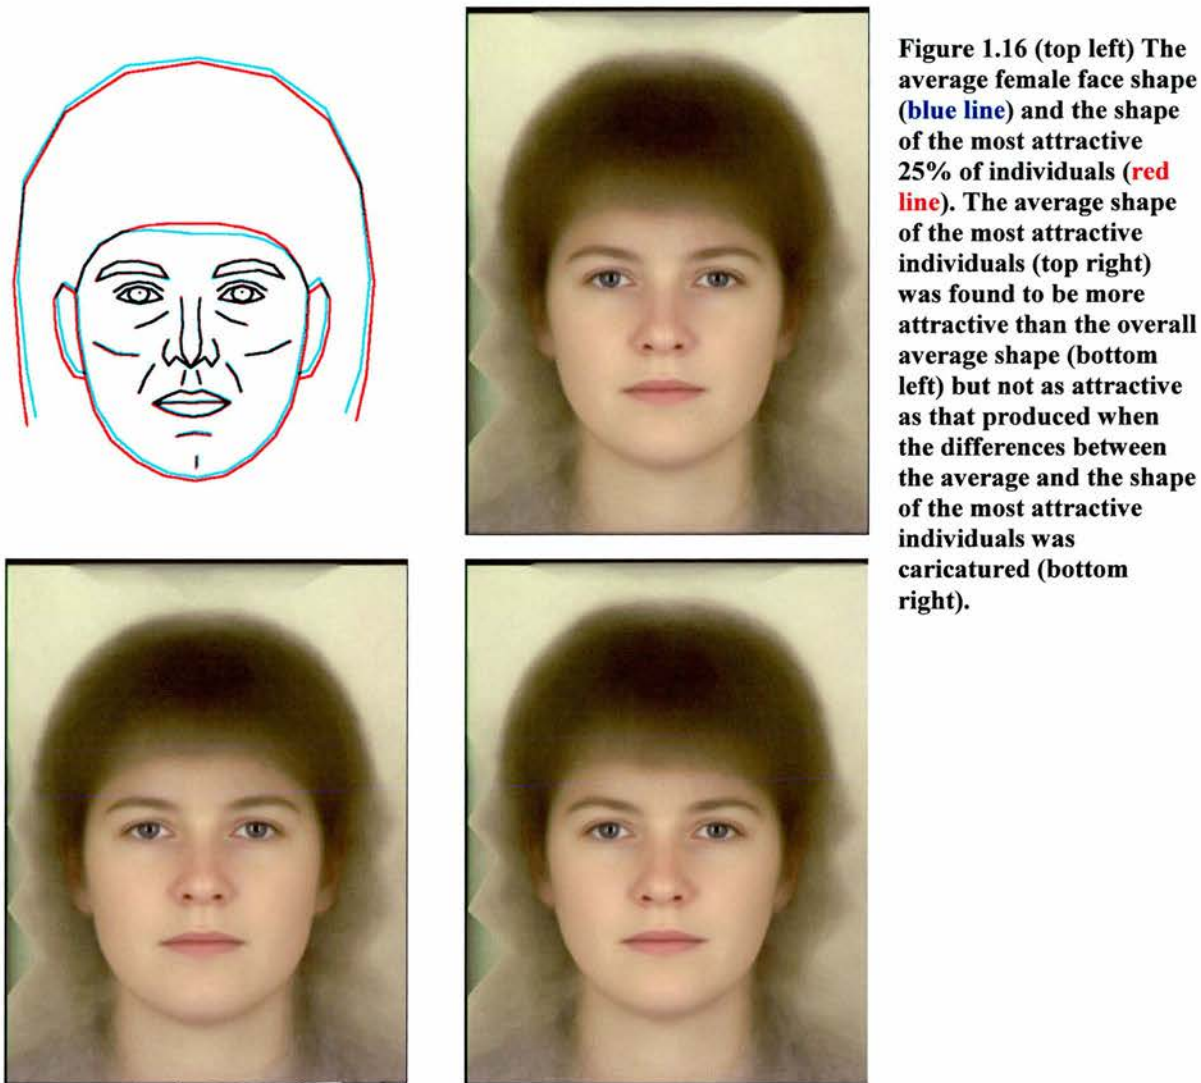 Figure 1.16 (top left) The
average female face shape
(blue line) and the shape
of the most attractive
25% of individuals (red
line). The average shape
of the most attractive
individuals (top right)
was found to be more
attractive than the overall
average shape (bottom
left) but not as attractive
as that produced when
the differences between
the average and the shape
of the most attractive
individuals was
caricatured (bottom
right).